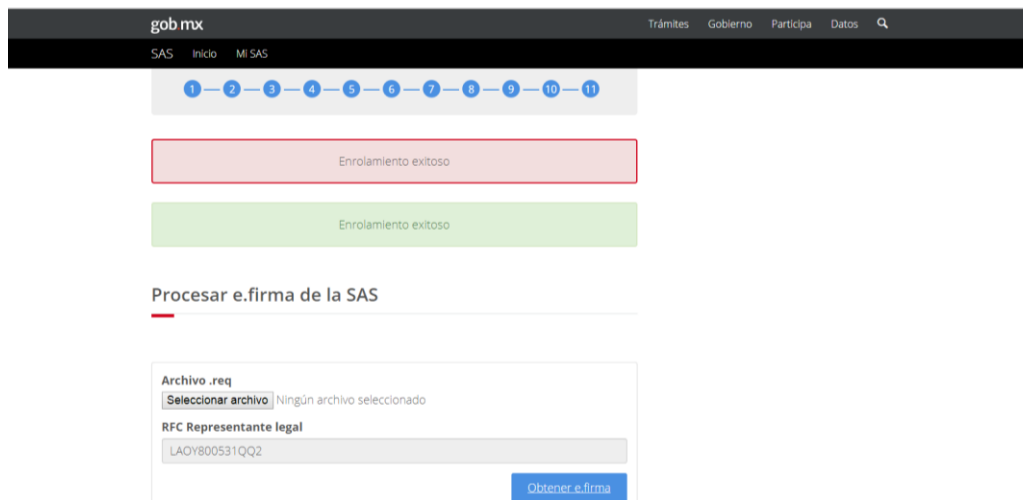 gob.mx Trámites Gobierno Participa Datos
SAS Inicio Mi SAS
1 2 3 4 5 6 7 8 9 10 11
Enrolamiento exitoso
Enrolamiento exitoso
Procesar e.firma de la SAS
Archivo .req
Seleccionar archivo Ningún archivo seleccionado
RFC Representante legal
LAOY800531QQ2
Obtener e.firma